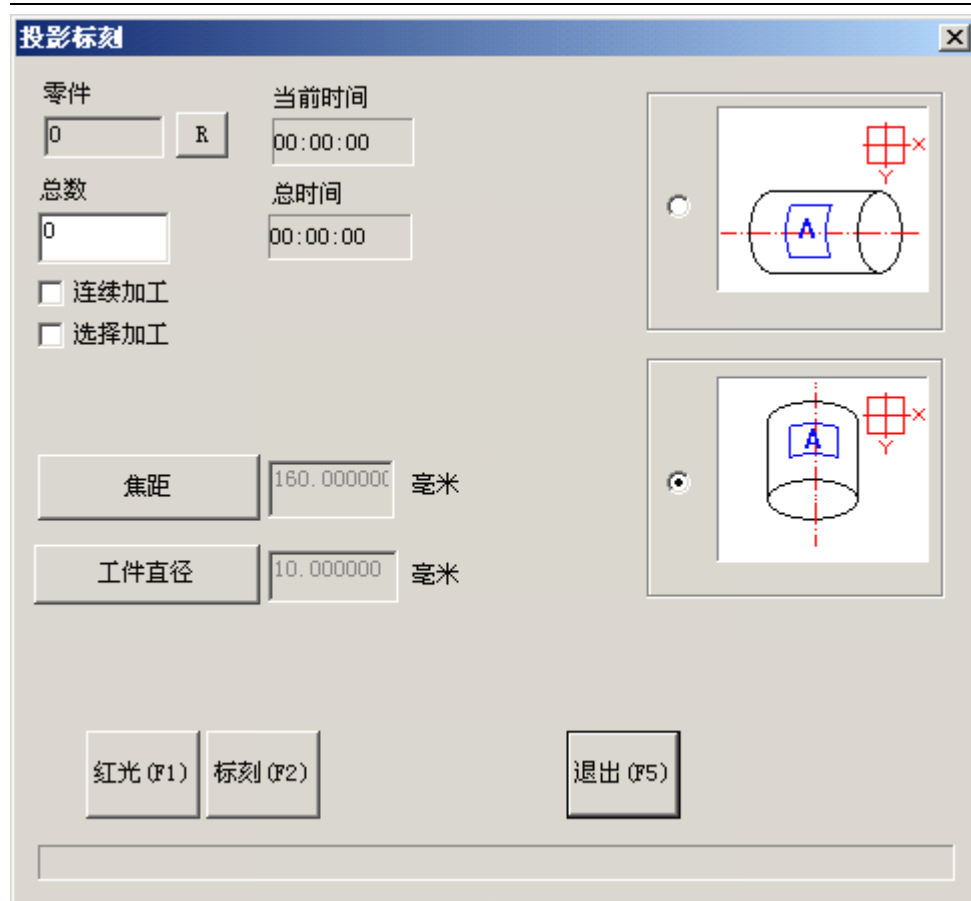 投影标刻
零件
0
R
当前时间
00:00:00
总数
0
总时间
00:00:00
连续加工
选择加工
X
Y
A
X
Y
A
焦距
160.000000
毫米
工件直径
10.000000
毫米
红光(F1)
标刻(F2)
退出(F5)